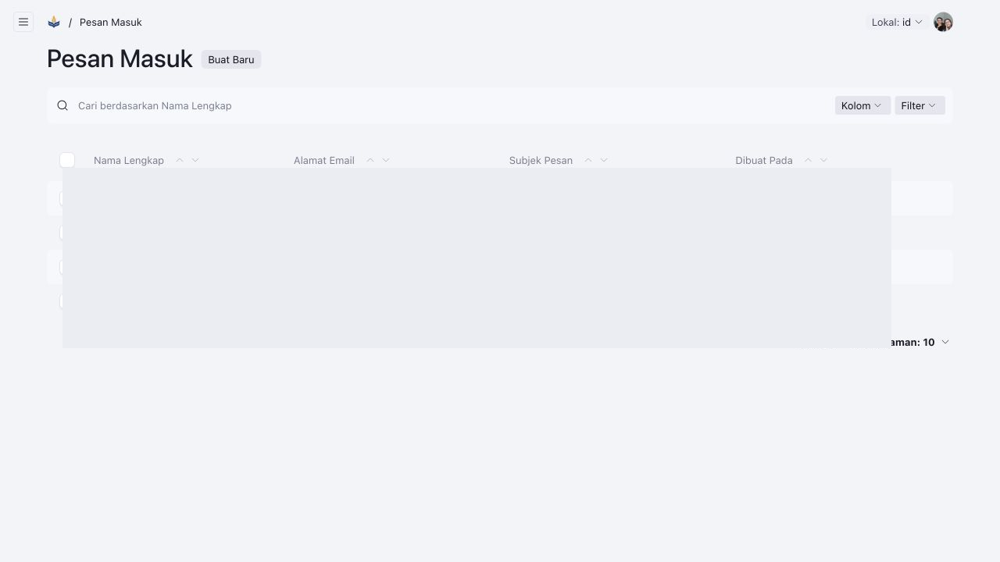 / Pesan Masuk
Lokal: id
Pesan Masuk
Buat Baru
Cari berdasarkan Nama Lengkap
Kolom
Filter
Nama Lengkap
Alamat Email
Subjek Pesan
Dibuat Pada
10